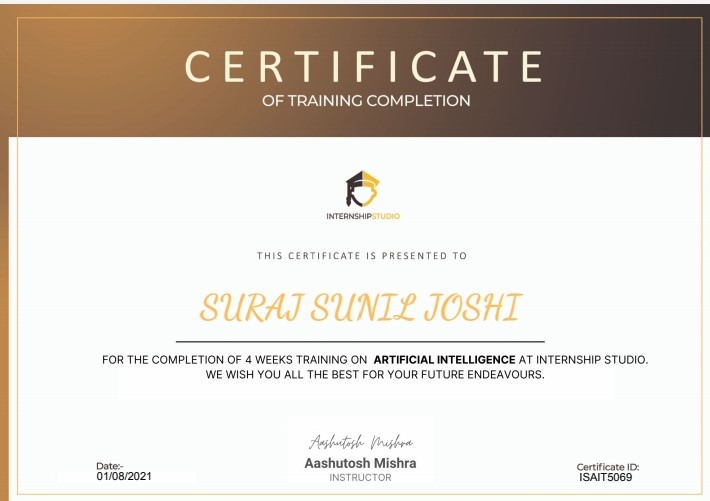 CERTIFICATE
OF TRAINING COMPLETION
INTERNSHIPSTUDIO
THIS CERTIFICATE IS PRESENTED TO
SURAJ SUNIL JOSHI
FOR THE COMPLETION OF 4 WEEKS TRAINING ON ARTIFICIAL INTELLIGENCE AT INTERNSHIP STUDIO.
WE WISH YOU ALL THE BEST FOR YOUR FUTURE ENDEAVOURS.
Aashutosh Mishra
Aashutosh Mishra
INSTRUCTOR
Date:-
01/08/2021
Certificate ID:
ISAIT5069